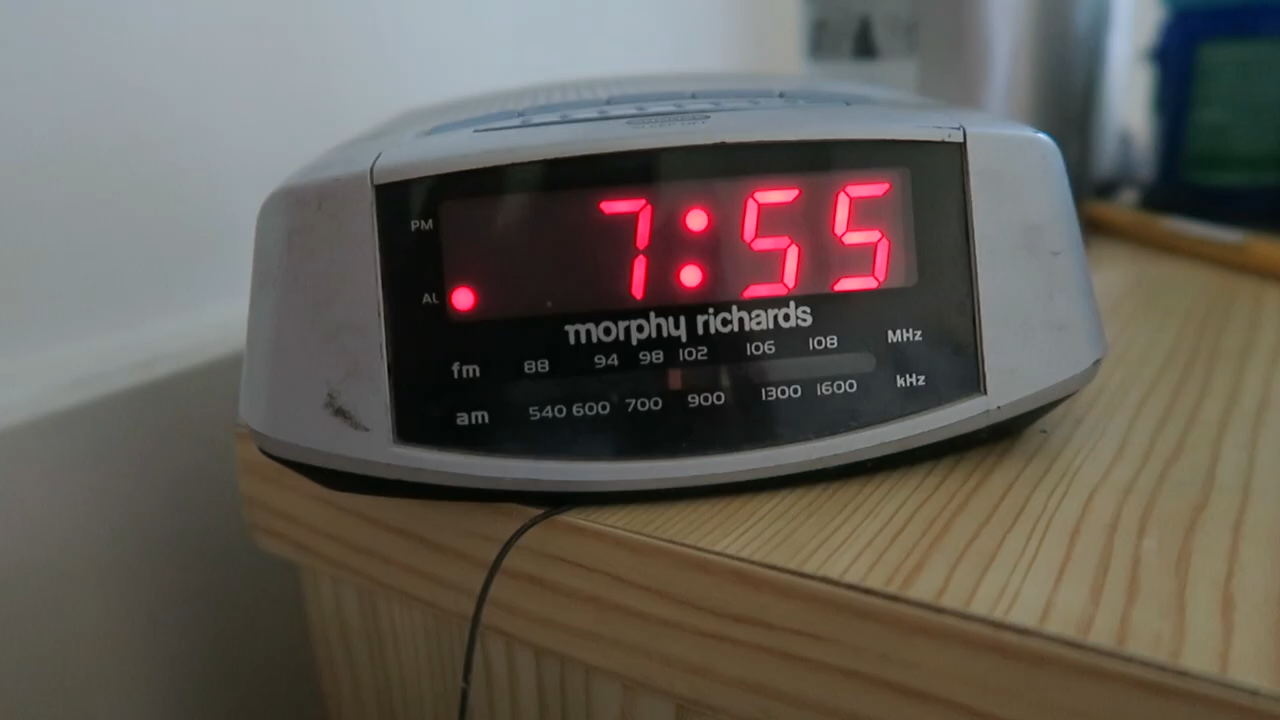 PM
7:55
AL
morphy richards
fm 88 94 98 102 106 108 MHz
am 540 600 700 900 1300 1600 kHz